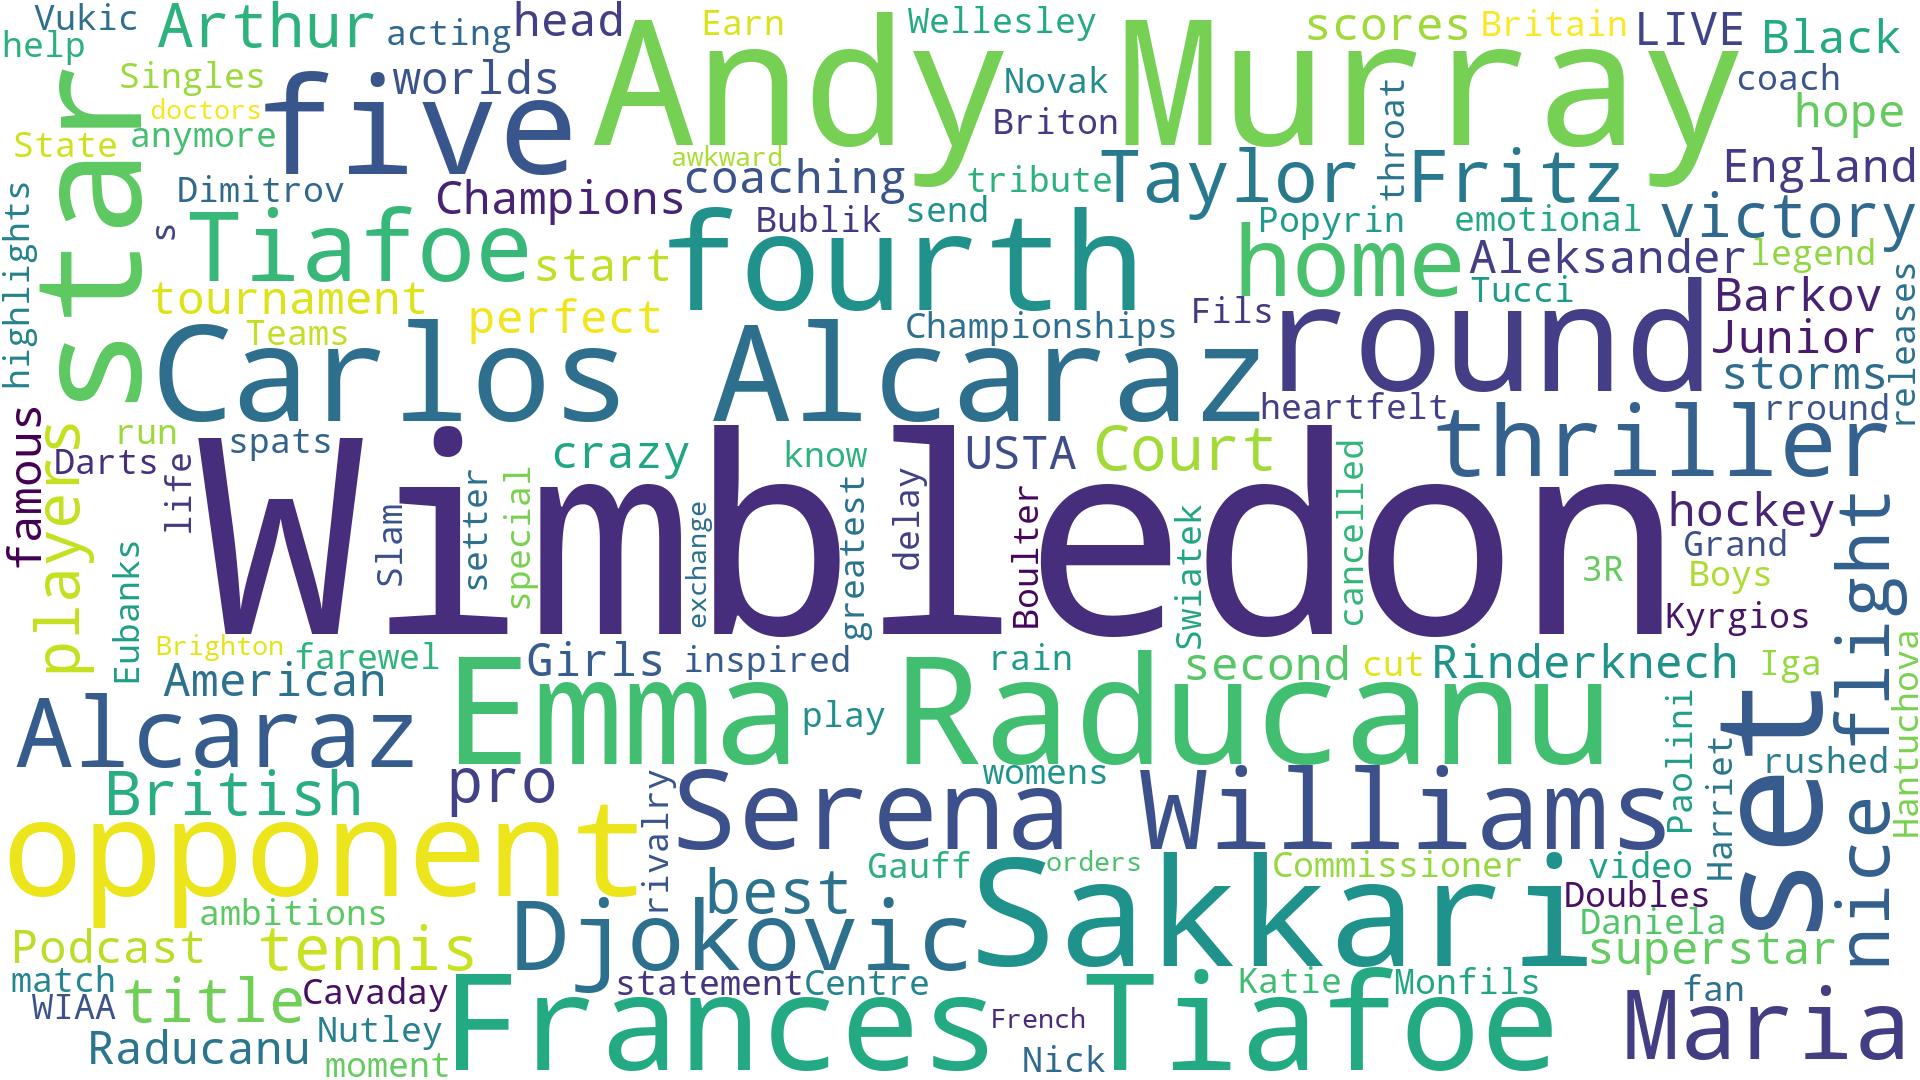 Vukic
Arthur
acting
head
Andy Murray
Earn
Wellesley
scores
Britain
LIVE
Black
help
Singles
five
worlds
Novak
throat
coach
hope
doctors
State
anymore
star
Briton
awkward
coaching
tribute
Taylor Fritz
England
highlights
Dimitrov
Champions
Bublik
send
Popyrin
emotional
victory
s
Tiafoe
start
fourth
home
Aleksander
legend
tournament
perfect
Tucci
Barkov
releases
Teams
Carlos Alcaraz
Championships
Fils
round
Junior
storms
famous
players
run
spats
heartfelt
thriller
rround
Darts
life
crazy
know
delay
USTA
Court
cancelled
Wimbledon
Slam
setter
special
exchange
greatest
Boulter
Swiatek
3R
hockey
Grand
Boys
Kyrgios
nice flight
Eubanks
Brighton
farewel
Girls
inspired
rain
second
cut
Rinderknech
Iga
Hantuchova
American
Emma Raducanu
play
Alcaraz
British
pro
rivalry
womens
Serena Williams
Paolini
Harriet
set
rushed
opponent
Gauff
orders
Commissioner
video
best
Sakkari
Doubles
ambitions
Daniela
Podcast
tennis
Djokovic
superstar
match
WIAA
title
Cavaday
statement
Centre
Katie
Monfils
fan
Maria
Raducanu
Nutley
moment
Frances Tiafoe
French
Nick